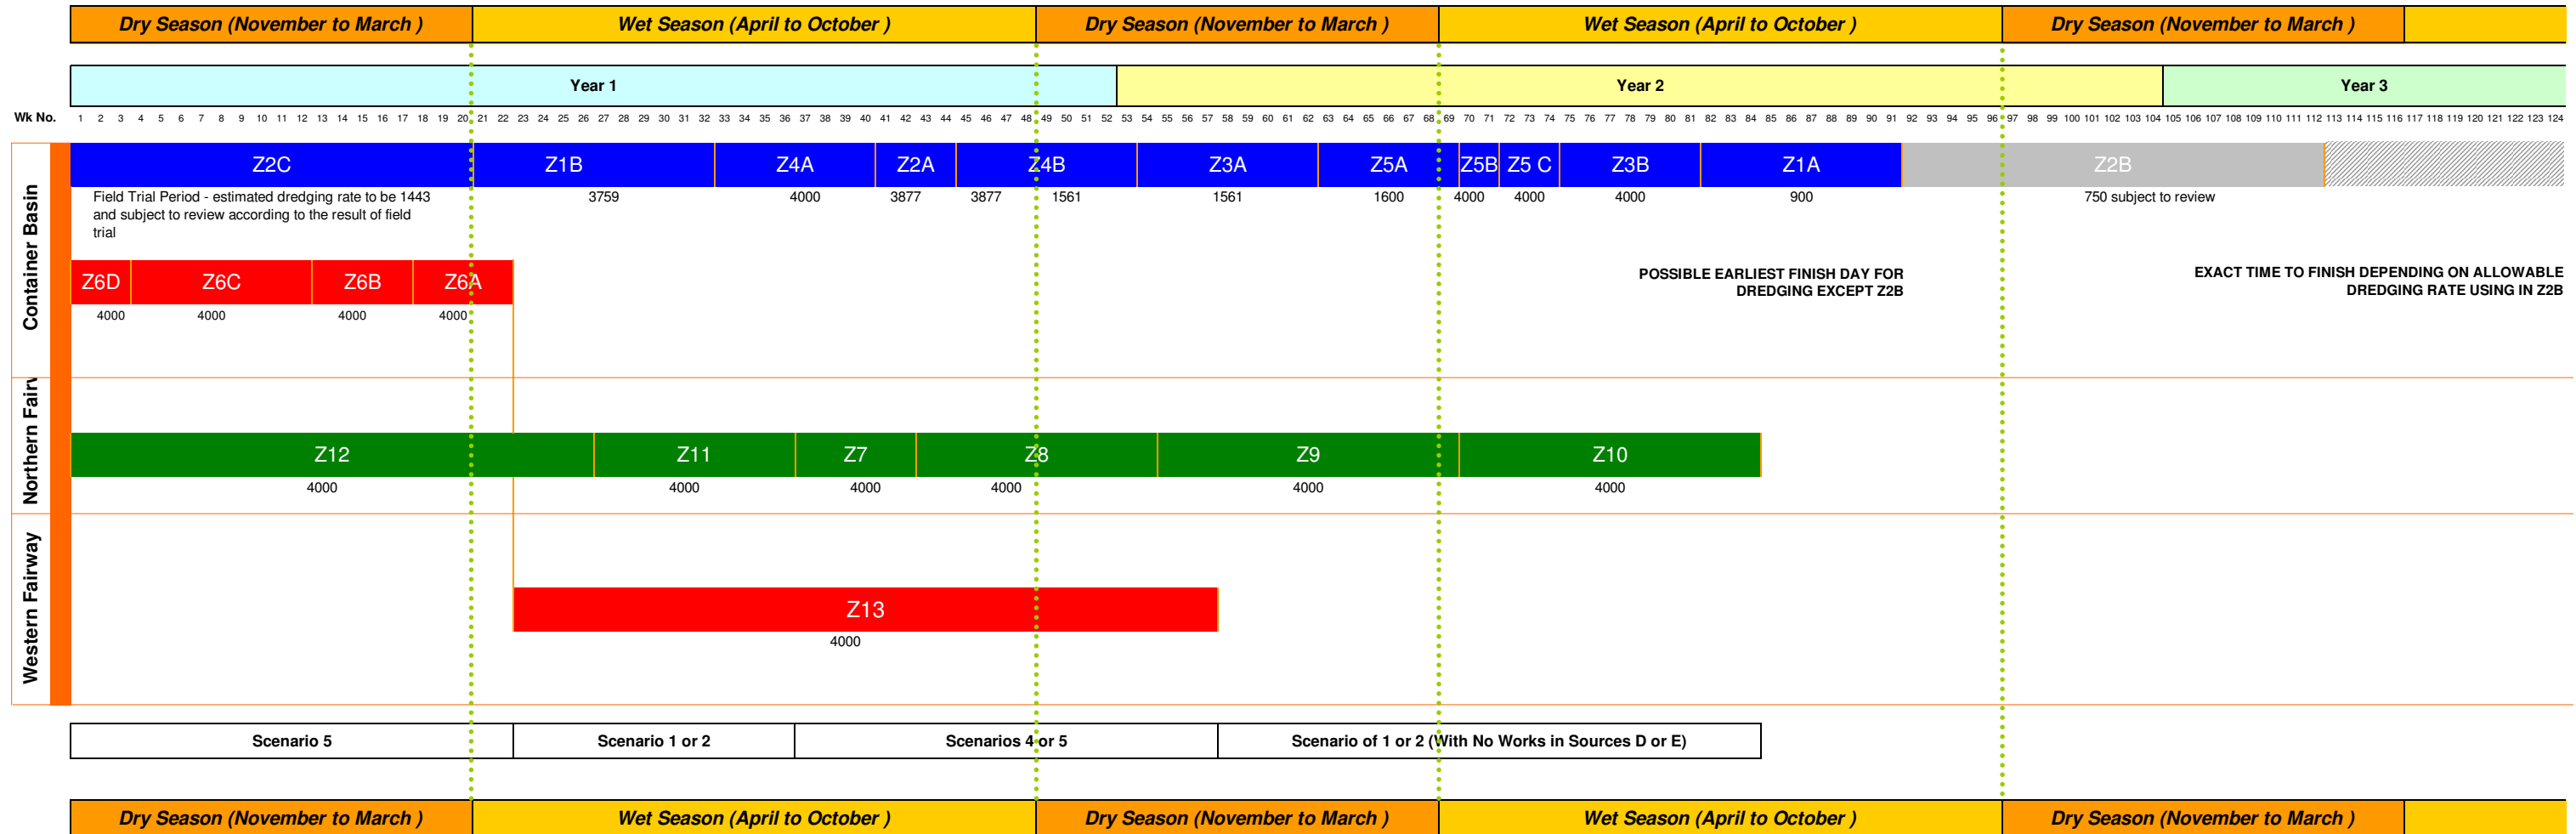 Dry Season (November to March ) Wet Season (April to October ) Dry Season (November to March ) Wet Season (April to October ) Dry Season (November to March )
Year 1 Year 2 Year 3
Wk No. 1 2 3 4 5 6 7 8 9 10 11 12 13 14 15 16 17 18 19 20 21 22 23 24 25 26 27 28 29 30 31 32 33 34 35 36 37 38 39 40 41 42 43 44 45 46 47 48 49 50 51 52 53 54 55 56 57 58 59 60 61 62 63 64 65 66 67 68 69 70 71 72 73 74 75 76 77 78 79 80 81 82 83 84 85 86 87 88 89 90 91 92 93 94 95 96 97 98 99 100 101 102 103 104 105 106 107 108 109 110 111 112 113 114 115 116 117 118 119 120 121 122 123 124
Container Basin
Z2C Z1B Z4A Z2A Z4B Z3A Z5A Z5B Z5 C Z3B Z1A Z2B
Field Trial Period - estimated dredging rate to be 1443 3759 4000 3877 3877 1561 1561 1600 4000 4000 4000 900 750 subject to review
and subject to review according to the result of field
trial
Z6D Z6C Z6B Z6A
4000 4000 4000 4000
POSSIBLE EARLIEST FINISH DAY FOR
DREDGING EXCEPT Z2B
EXACT TIME TO FINISH DEPENDING ON ALLOWABLE
DREDGING RATE USING IN Z2B
Northern Fair
Z12 Z11 Z7 Z8 Z9 Z10
4000 4000 4000 4000 4000 4000
Western Fairway
Z13
4000
Scenario 5 Scenario 1 or 2 Scenarios 4 or 5 Scenario of 1 or 2 (With No Works in Sources D or E)
Dry Season (November to March ) Wet Season (April to October ) Dry Season (November to March ) Wet Season (April to October ) Dry Season (November to March )